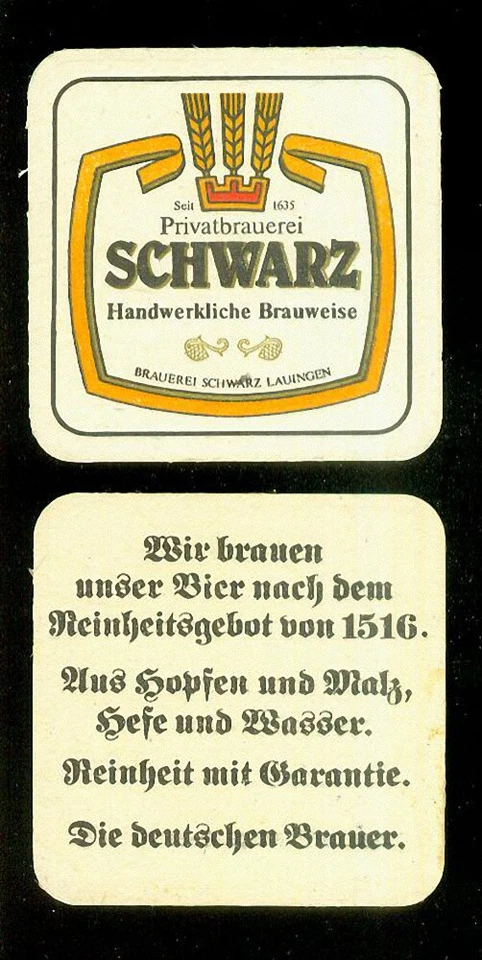 Seit 1635
Privatbrauerei
SCHWARZ
Handwerkliche Brauweise
BRAUEREI SCHWARZ LAUINGEN
Wir brauen
unser Bier nach dem
Reinheitsgebot von 1516.
Aus Hopfen und Malz,
Hefe und Wasser.
Reinheit mit Garantie.
Die deutschen Brauer.